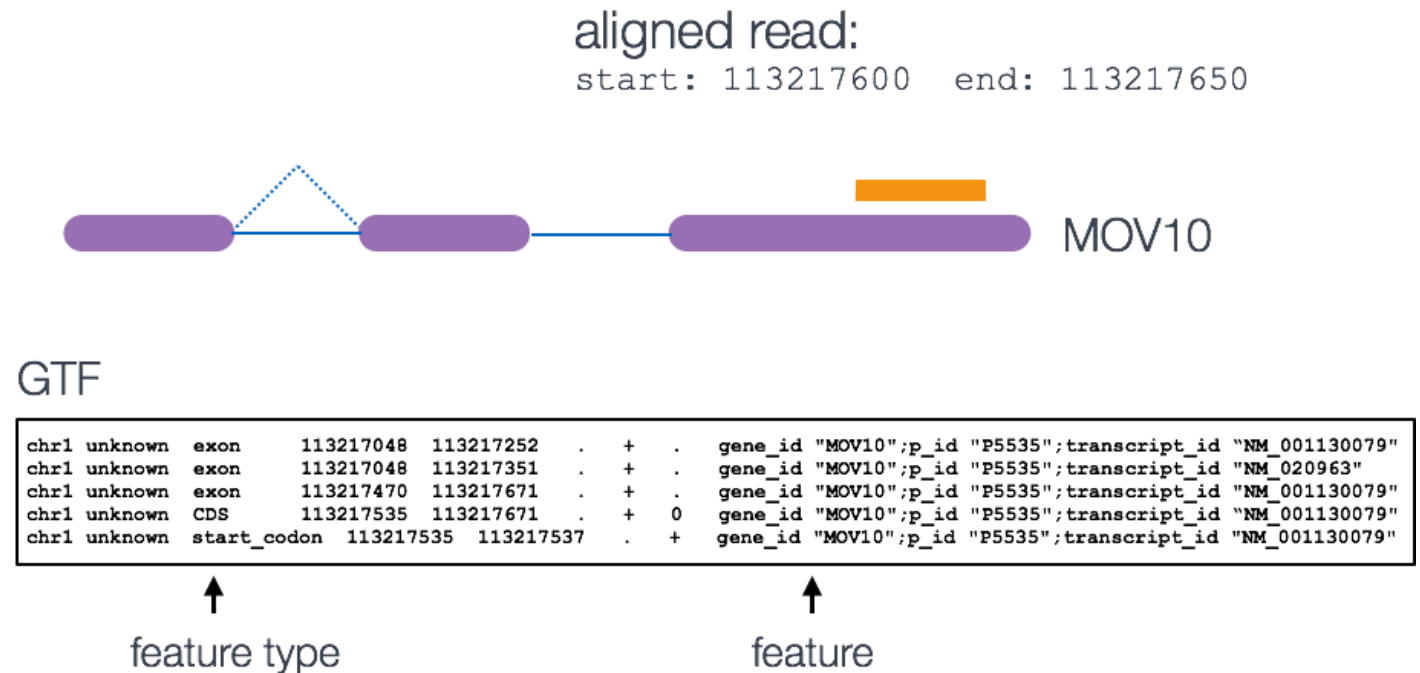 aligned read:
start: 113217600 end: 113217650
MOV10
GTF
chr1 unknown exon 113217048 113217252 . + . gene_id "MOV10";p_id "P5535";transcript_id “NM_001130079"
chr1 unknown exon 113217048 113217351 . + . gene_id "MOV10";p_id "P5535";transcript_id "NM_020963"
chr1 unknown exon 113217470 113217671 . + . gene_id "MOV10";p_id "P5535";transcript_id "NM_001130079"
chr1 unknown CDS 113217535 113217671 . + 0 gene_id "MOV10";p_id "P5535";transcript_id “NM_001130079"
chr1 unknown start_codon 113217535 113217537 . + gene_id "MOV10";p_id "P5535";transcript_id "NM_001130079"
feature type
feature